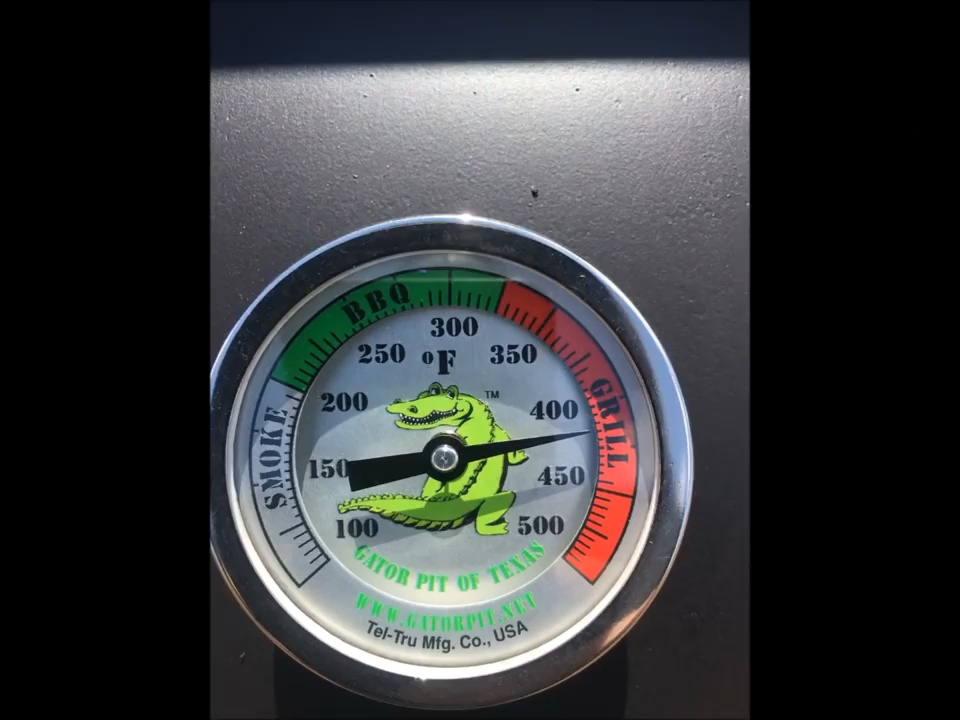 BBQ
300
250 °F 350
™
200 400
SMOKE GRILL
150 450
100 500
GATOR PIT OF TEXAS
WWW.GATORPIT.NET
Tel-Tru Mfg. Co., USA